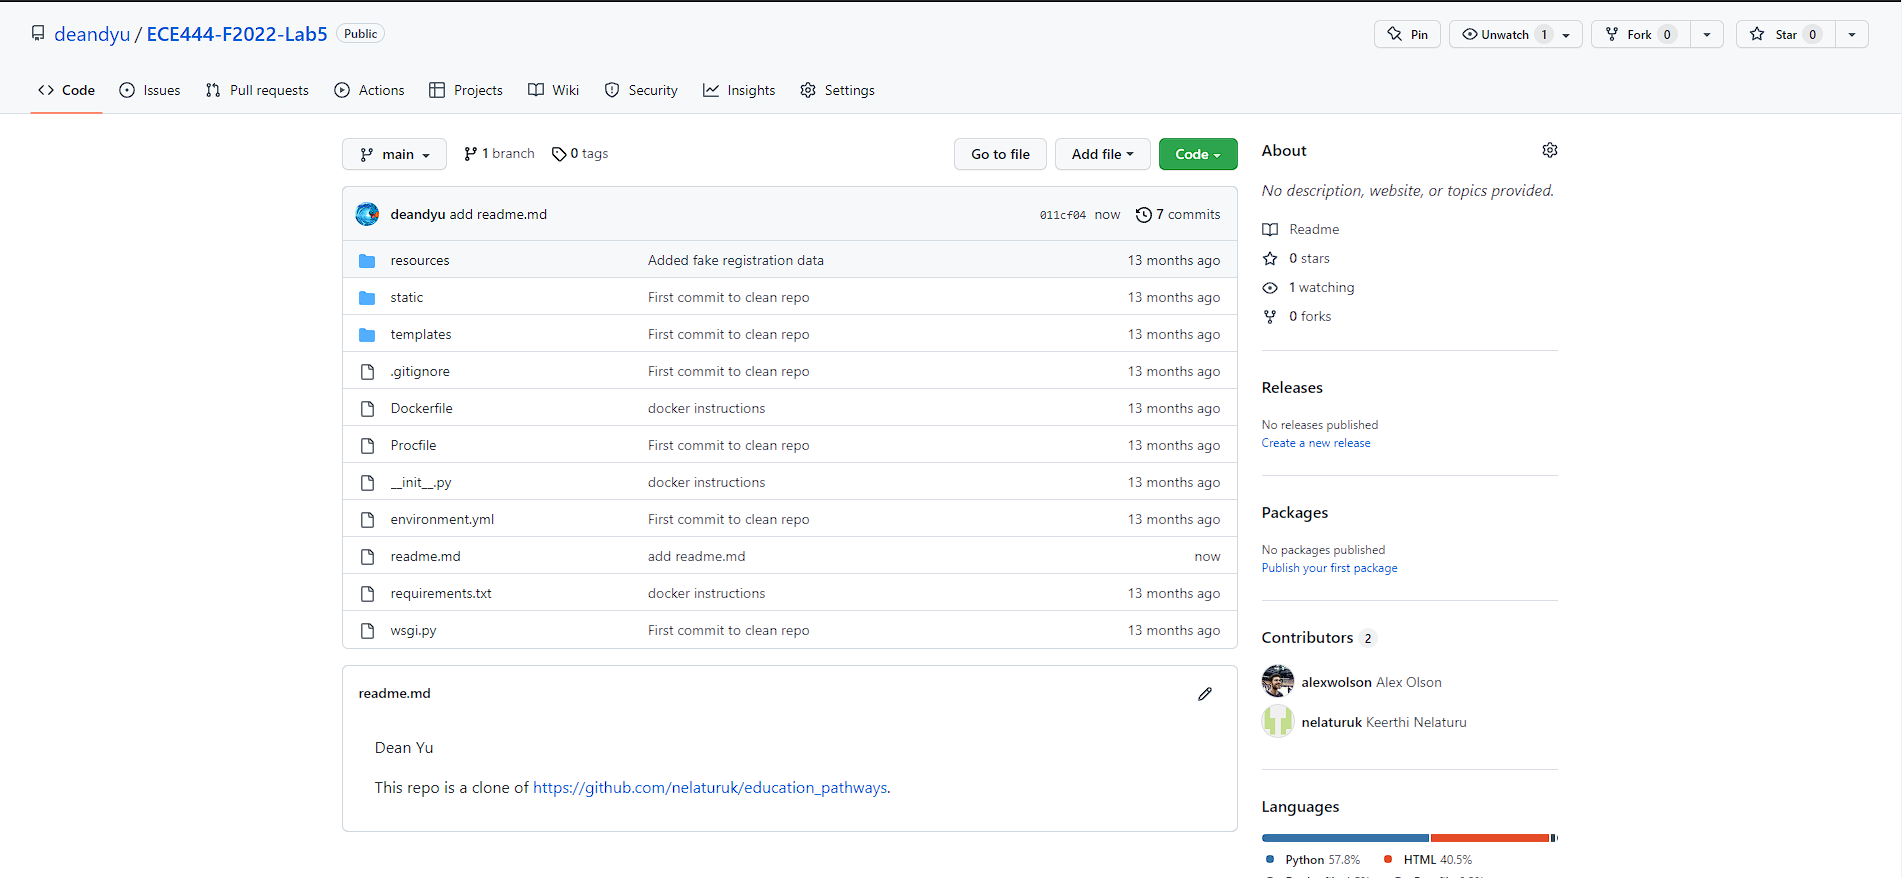 deandyu / ECE444-F2022-Lab5 Public
Pin Unwatch 1 Fork 0 Star 0
Code Issues Pull requests Actions Projects Wiki Security Insights Settings
main 1 branch 0 tags Go to file Add file Code
deandyu add readme.md 011cf04 now 7 commits
resources Added fake registration data 13 months ago
static First commit to clean repo 13 months ago
templates First commit to clean repo 13 months ago
.gitignore First commit to clean repo 13 months ago
Dockerfile docker instructions 13 months ago
Procfile First commit to clean repo 13 months ago
__init__.py docker instructions 13 months ago
environment.yml First commit to clean repo 13 months ago
readme.md add readme.md now
requirements.txt docker instructions 13 months ago
wsgi.py First commit to clean repo 13 months ago
readme.md
Dean Yu
This repo is a clone of https://github.com/nelaturuk/education_pathways.
About
No description, website, or topics provided.
Readme
0 stars
1 watching
0 forks
Releases
No releases published
Create a new release
Packages
No packages published
Publish your first package
Contributors 2
alexwolson Alex Olson
nelaturuk Keerthi Nelaturu
Languages
Python 57.8% HTML 40.5%